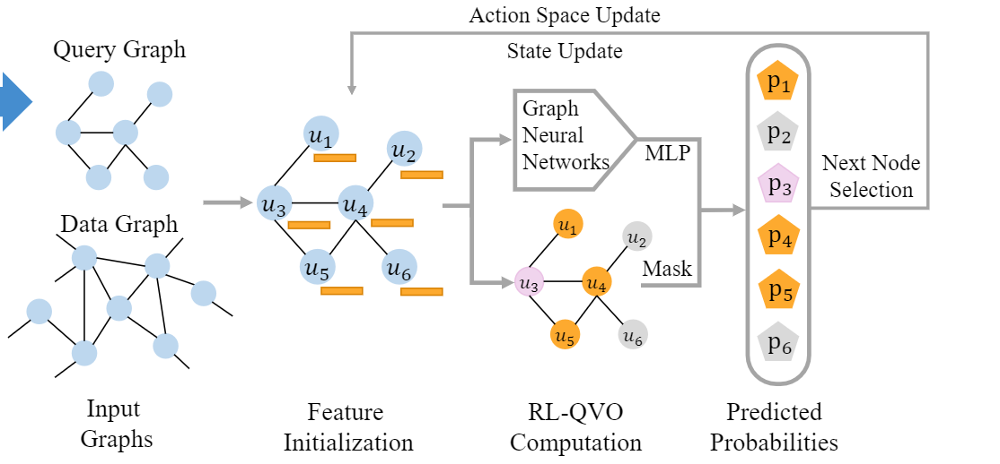 Action Space Update
State Update
Query Graph
Data Graph
u₁
u₂
u₃
u₄
u₅
u₆
Graph
Neural
Networks
MLP
u₁
u₂
u₃
u₄
u₅
u₆
Mask
p₁
p₂
p₃
p₄
p₅
p₆
Next Node
Selection
Input
Graphs
Feature
Initialization
RL-QVO
Computation
Predicted
Probabilities